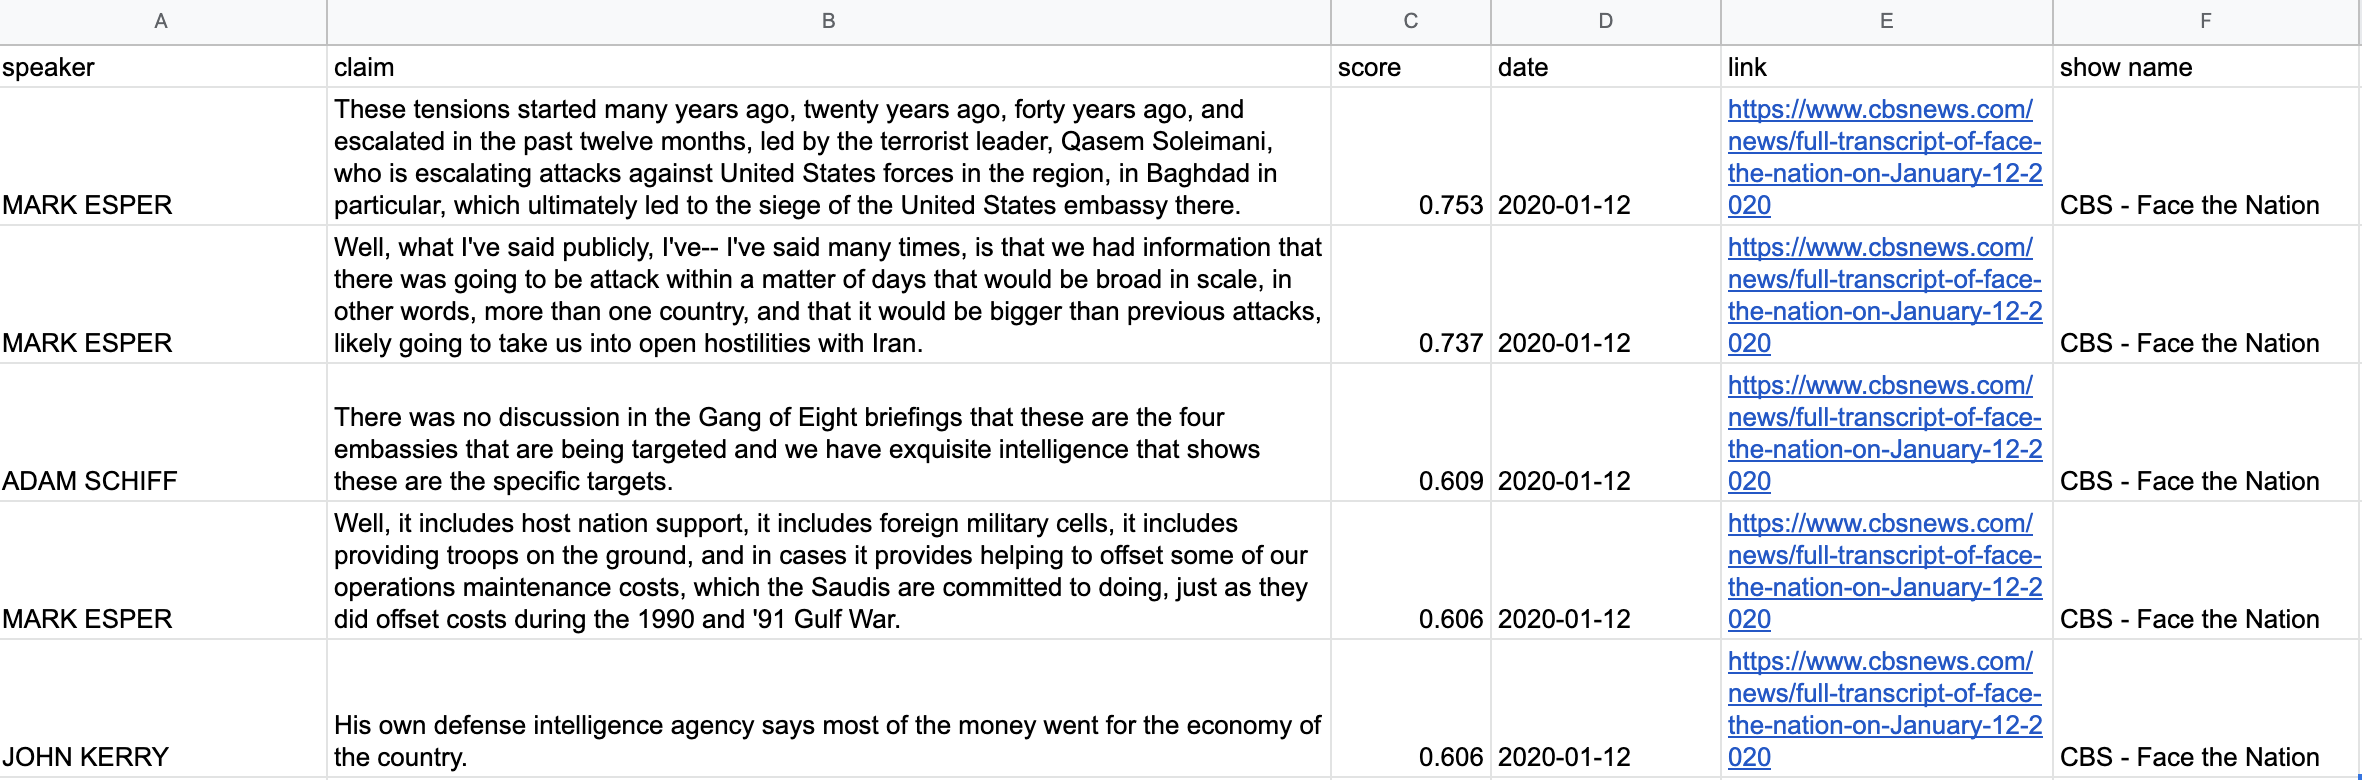 A B C D E F
speaker claim score date link show name
These tensions started many years ago, twenty years ago, forty years ago, and
escalated in the past twelve months, led by the terrorist leader, Qasem Soleimani,
who is escalating attacks against United States forces in the region, in Baghdad in
particular, which ultimately led to the siege of the United States embassy there.
MARK ESPER
0.753 2020-01-12
https://www.cbsnews.com/
news/full-transcript-of-face-
the-nation-on-January-12-2
020
CBS - Face the Nation
Well, what I've said publicly, I've-- I've said many times, is that we had information that
there was going to be attack within a matter of days that would be broad in scale, in
other words, more than one country, and that it would be bigger than previous attacks,
likely going to take us into open hostilities with Iran.
MARK ESPER
0.737 2020-01-12
https://www.cbsnews.com/
news/full-transcript-of-face-
the-nation-on-January-12-2
020
CBS - Face the Nation
There was no discussion in the Gang of Eight briefings that these are the four
embassies that are being targeted and we have exquisite intelligence that shows
these are the specific targets.
ADAM SCHIFF
0.609 2020-01-12
https://www.cbsnews.com/
news/full-transcript-of-face-
the-nation-on-January-12-2
020
CBS - Face the Nation
Well, it includes host nation support, it includes foreign military cells, it includes
providing troops on the ground, and in cases it provides helping to offset some of our
operations maintenance costs, which the Saudis are committed to doing, just as they
did offset costs during the 1990 and '91 Gulf War.
MARK ESPER
0.606 2020-01-12
https://www.cbsnews.com/
news/full-transcript-of-face-
the-nation-on-January-12-2
020
CBS - Face the Nation
His own defense intelligence agency says most of the money went for the economy of
the country.
JOHN KERRY
0.606 2020-01-12
https://www.cbsnews.com/
news/full-transcript-of-face-
the-nation-on-January-12-2
020
CBS - Face the Nation